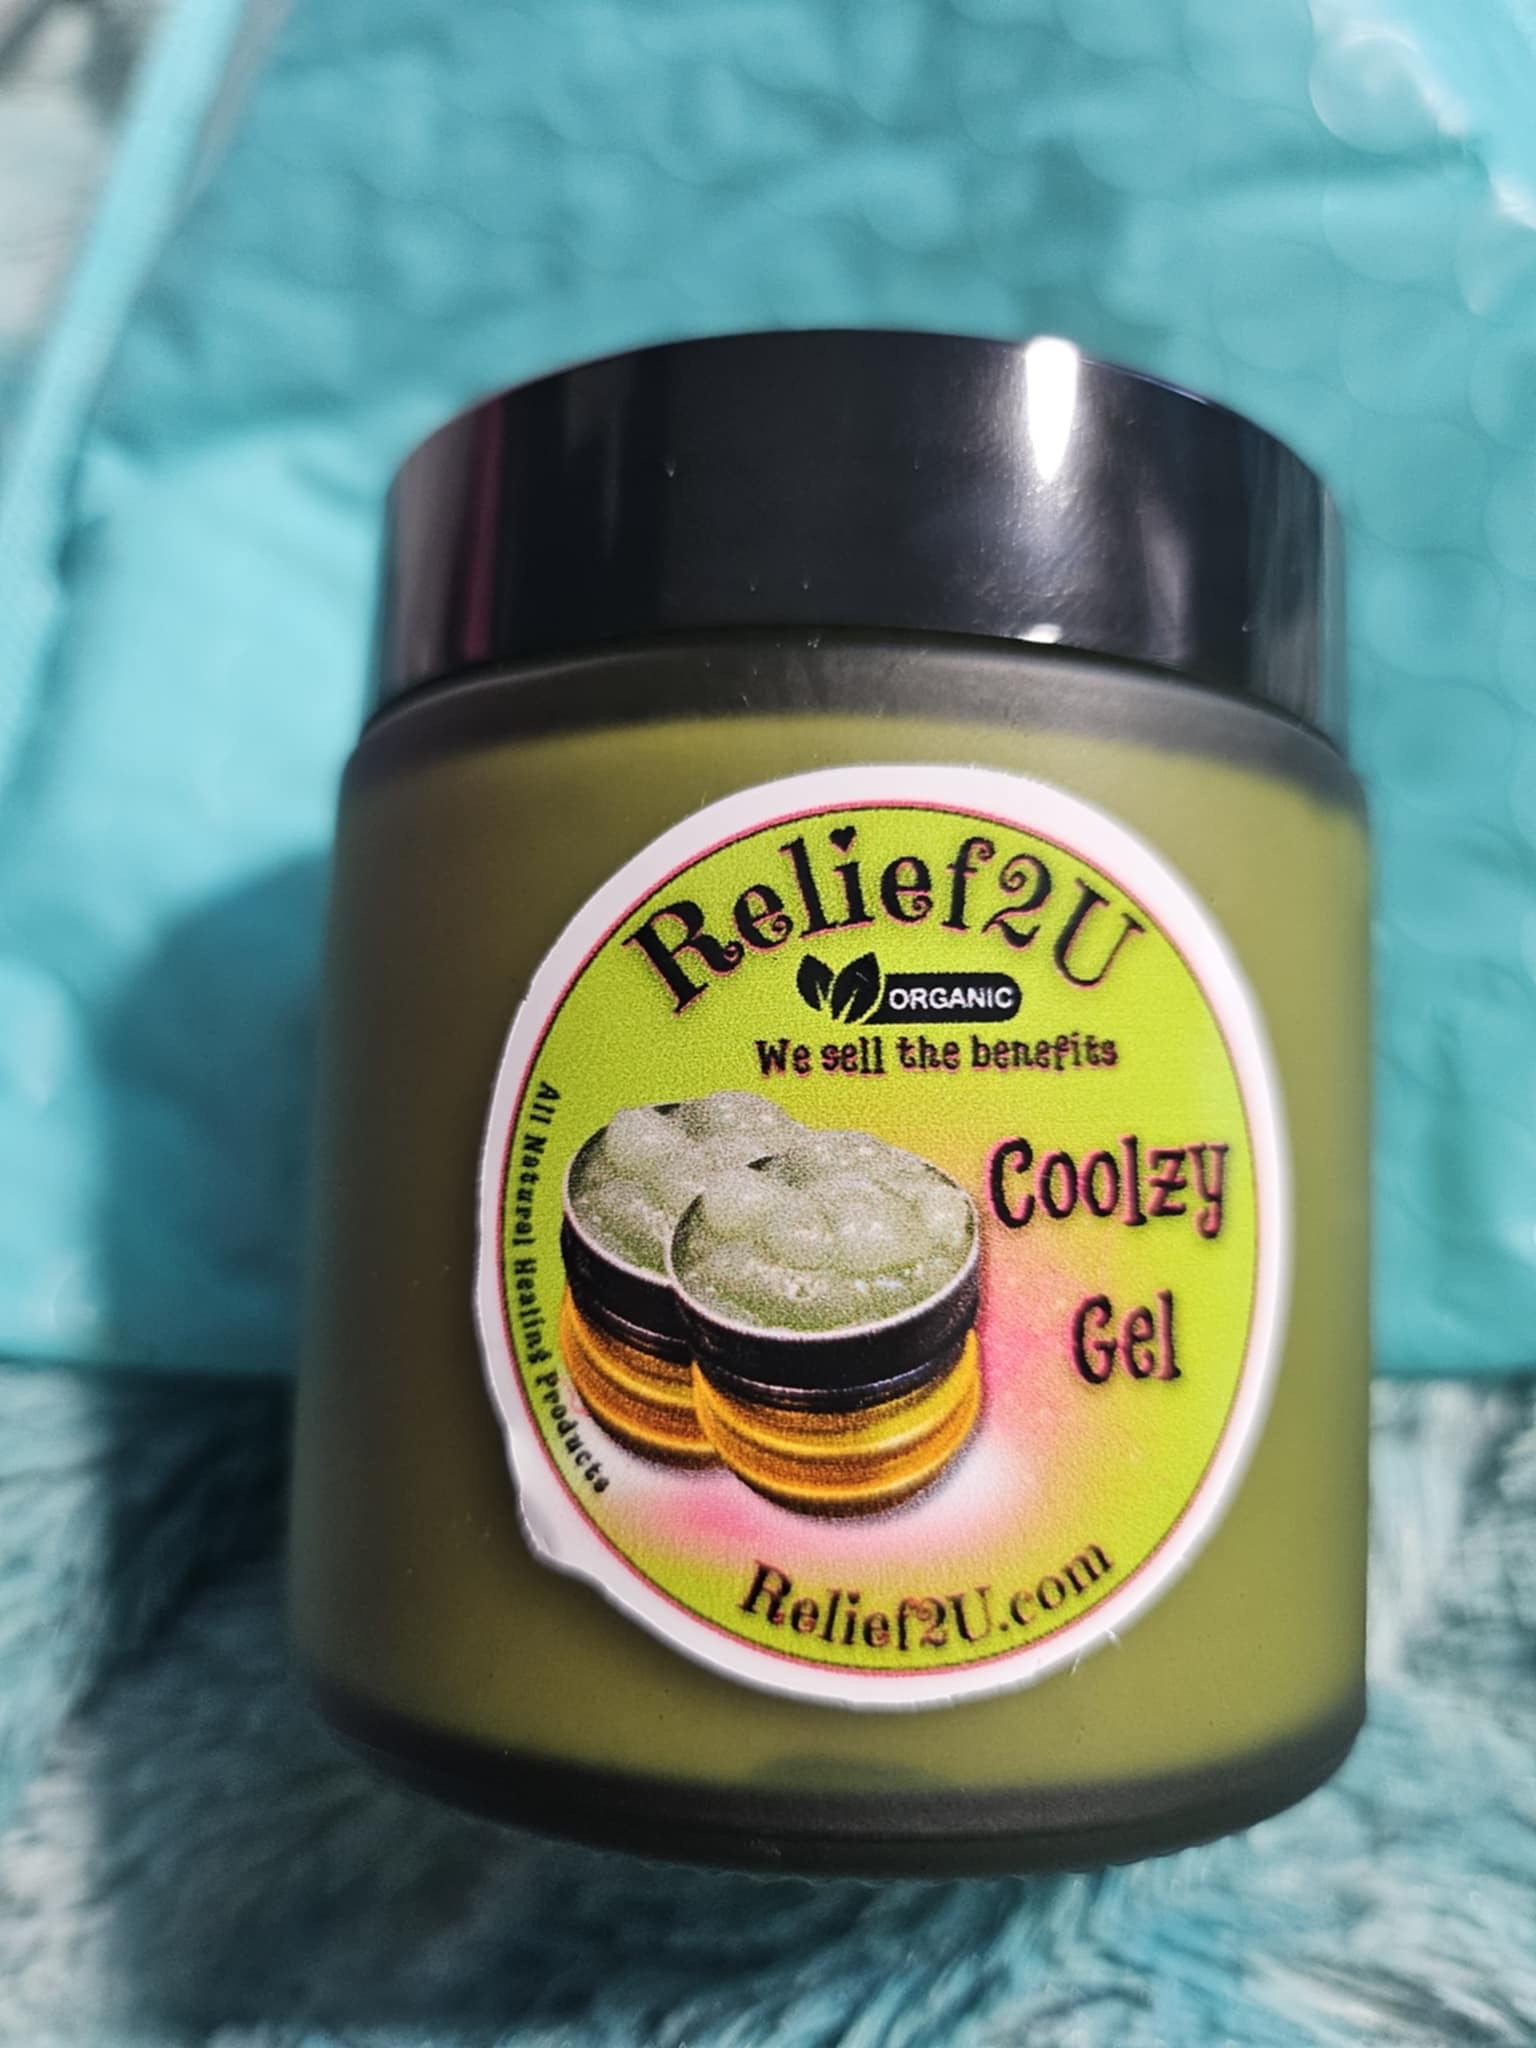 Relief2U
ORGANIC
We sell the benefits
All Natural Healing Products
Coolzy
Gel
Relief2U.com